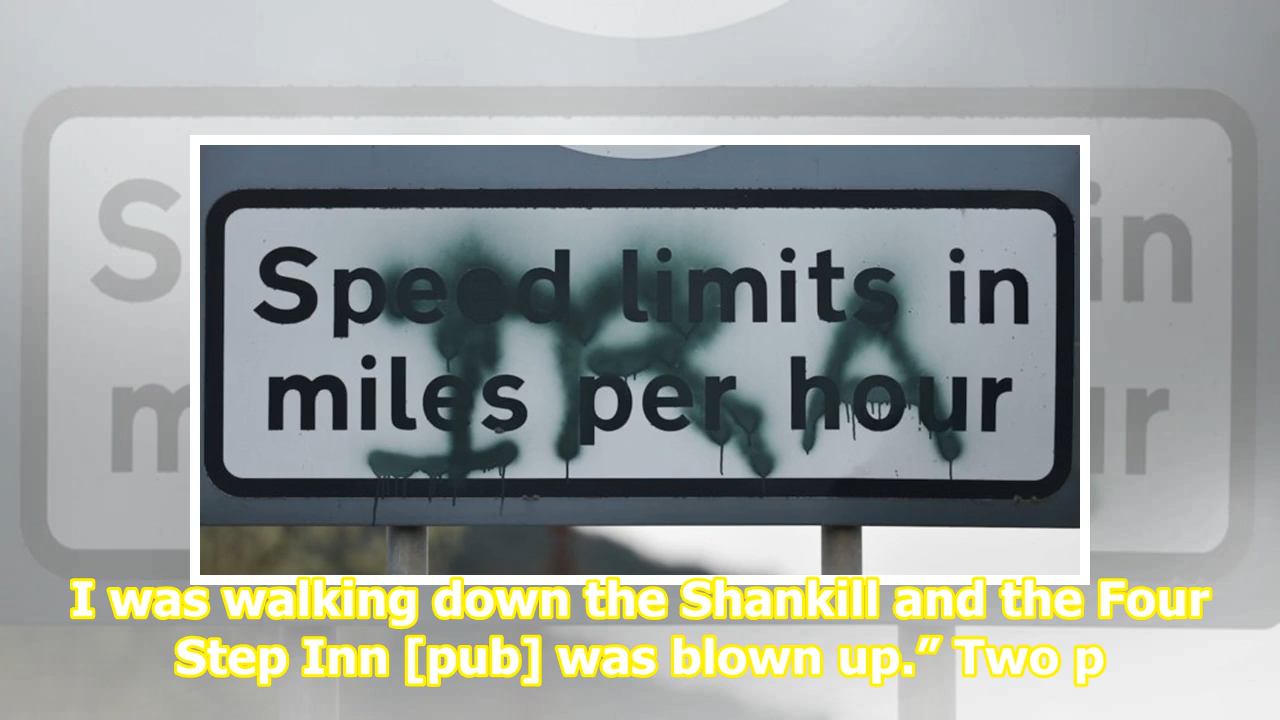 Speed limits in
miles per hour
IRA
I was walking down the Shankill and the Four
Step Inn [pub] was blown up.” Two p